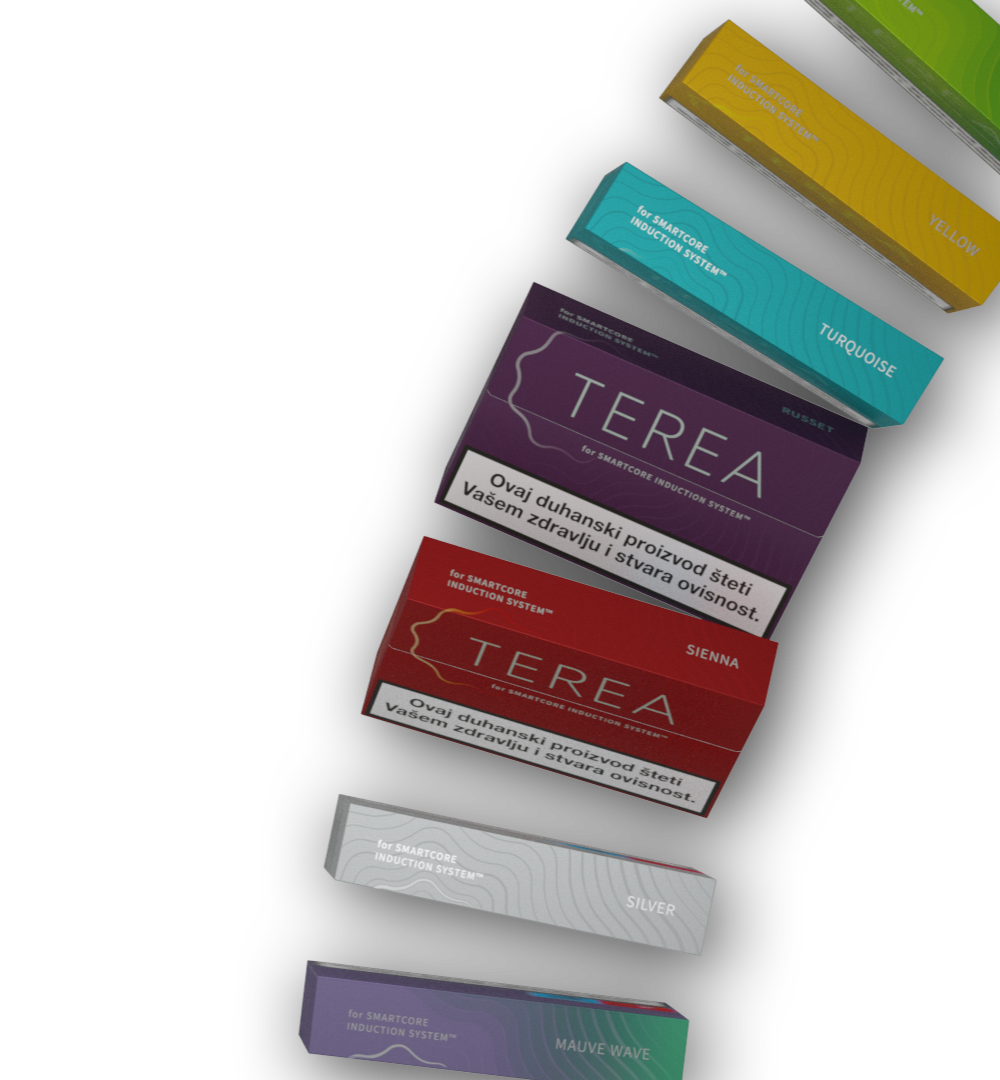 EM™
for SMARTCORE
INDUCTION SYSTEM™
YELLOW
for SMARTCORE
INDUCTION SYSTEM™
TURQUOISE
for SMARTCORE
INDUCTION SYSTEM™
RUSSET
TEREA
for SMARTCORE INDUCTION SYSTEM™
Ovaj duhanski proizvod šteti
Vašem zdravlju i stvara ovisnost.
for SMARTCORE
INDUCTION SYSTEM™
SIENNA
TEREA
for SMARTCORE INDUCTION SYSTEM™
Ovaj duhanski proizvod šteti
Vašem zdravlju i stvara ovisnost.
for SMARTCORE
INDUCTION SYSTEM™
SILVER
for SMARTCORE
INDUCTION SYSTEM™
MAUVE WAVE